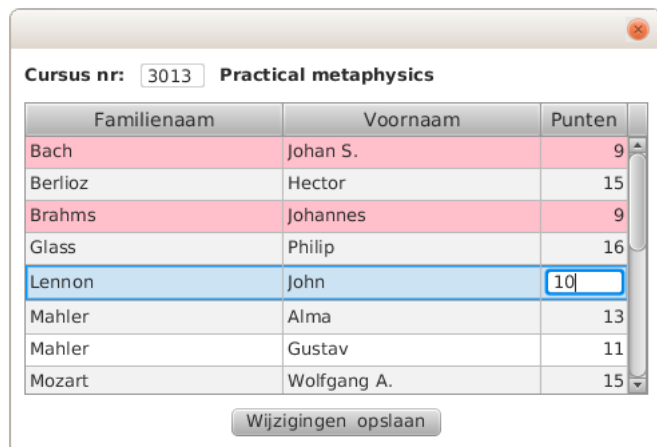 Cursus nr: 3013 Practical metaphysics
Familienaam Voornaam Punten
Bach Johan S. 9
Berlioz Hector 15
Brahms Johannes 9
Glass Philip 16
Lennon John 10
Mahler Alma 13
Mahler Gustav 11
Mozart Wolfgang A. 15
Wijzigingen opslaan